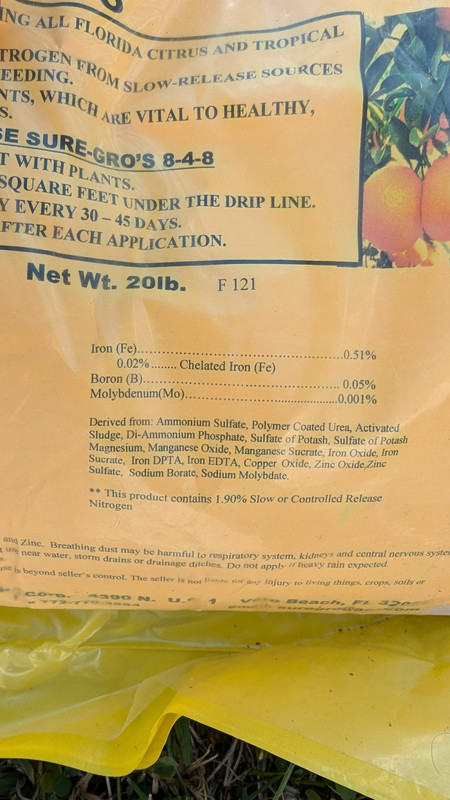 ING ALL FLORIDA CITRUS AND TROPICAL
TROGEN FROM SLOW-RELEASE SOURCES
EEDING.
NTS, WHICH ARE VITAL TO HEALTHY,
S.
SE SURE-GRO'S 8-4-8
T WITH PLANTS.
SQUARE FEET UNDER THE DRIP LINE.
Y EVERY 30 – 45 DAYS.
AFTER EACH APPLICATION.
Net Wt. 20lb. F 121
Iron (Fe)..........................................................0.51%
0.02%........ Chelated Iron (Fe)
Boron (B)......................................................... 0.05%
Molybdenum(Mo)............................................0.001%
Derived from: Ammonium Sulfate, Polymer Coated Urea, Activated
Sludge, Di-Ammonium Phosphate, Sulfate of Potash, Sulfate of Potash
Magnesium, Manganese Oxide, Manganese Sucrate, Iron Oxide, Iron
Sucrate, Iron DPTA, Iron EDTA, Copper Oxide, Zinc Oxide,Zinc
Sulfate, Sodium Borate, Sodium Molybdate.
** This product contains 1.90% Slow or Controlled Release
Nitrogen
and Zinc. Breathing dust may be harmful to respiratory system, kidneys and central nervous syste
near water, storm drains or drainage ditches. Do not apply if heavy rain expected.
is beyond seller's control. The seller is not liable for any injury to living things, crops, soils or
Corp. 4390 N. U.S. 1 Vero Beach, FL